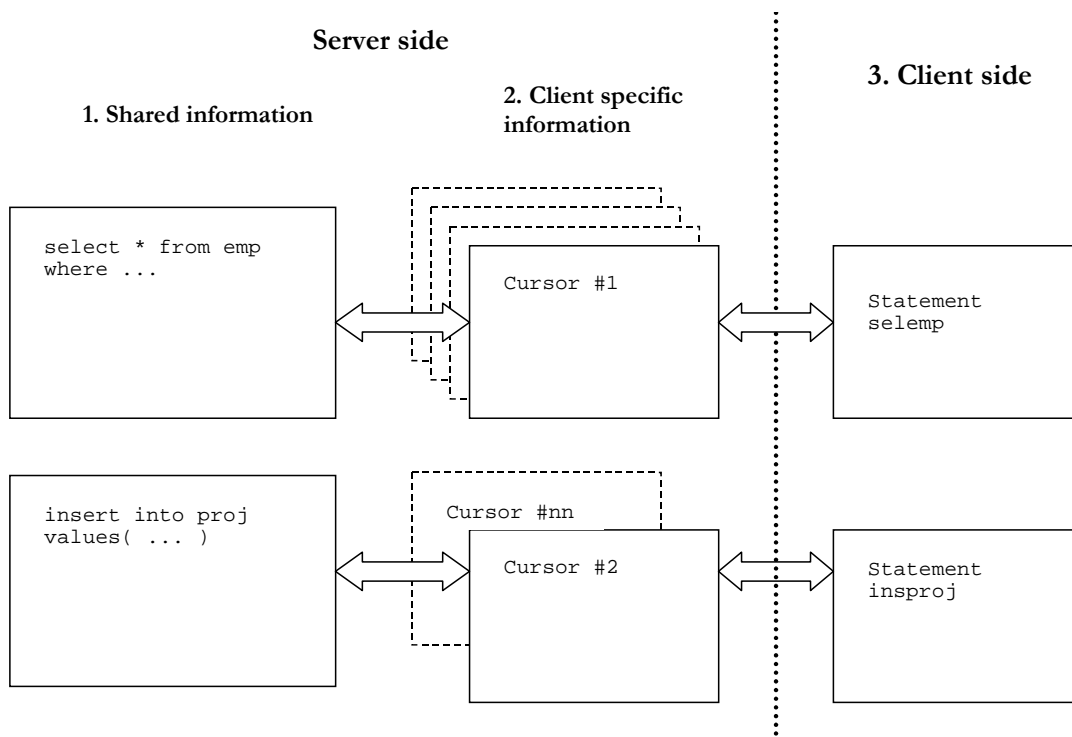 Server side
3. Client side
1. Shared information
2. Client specific
information
select * from emp
where ...
Cursor #1
Statement
selemp
insert into proj
values( ... )
Cursor #nn
Cursor #2
Statement
insproj